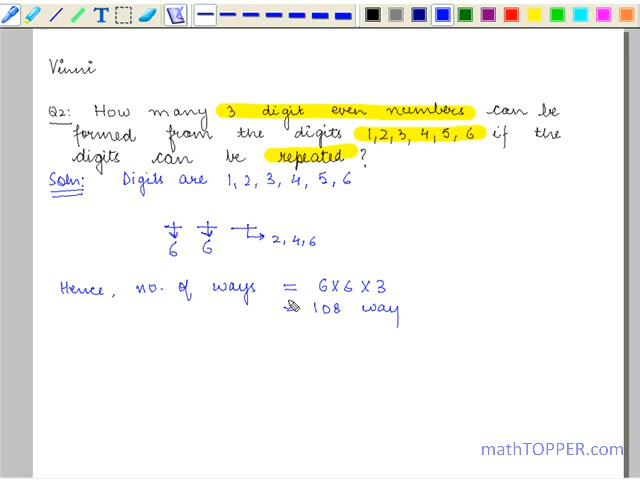 Vinni
Q2: How many 3 digit even numbers can be
formed from the digits 1,2,3,4,5,6 if the
digits can be repeated?
Soln: Digits are 1, 2, 3, 4, 5, 6
6 6 2, 4, 6
Hence, no. of ways = 6 x 6 x 3
= 108 way
mathTOPPER.com